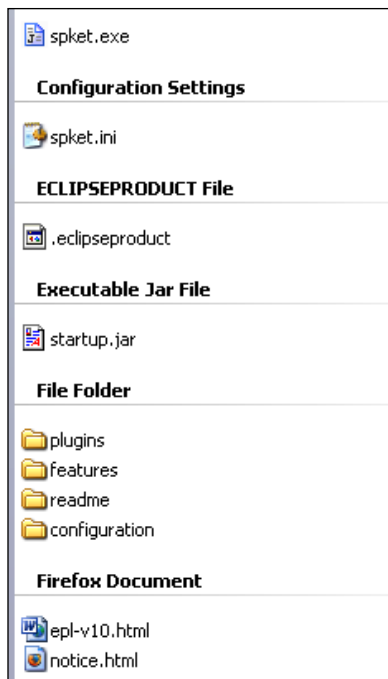 spket.exe
Configuration Settings
spket.ini
ECLIPSEPRODUCT File
.eclipseproduct
Executable Jar File
startup.jar
File Folder
plugins
features
readme
configuration
Firefox Document
epl-v10.html
notice.html